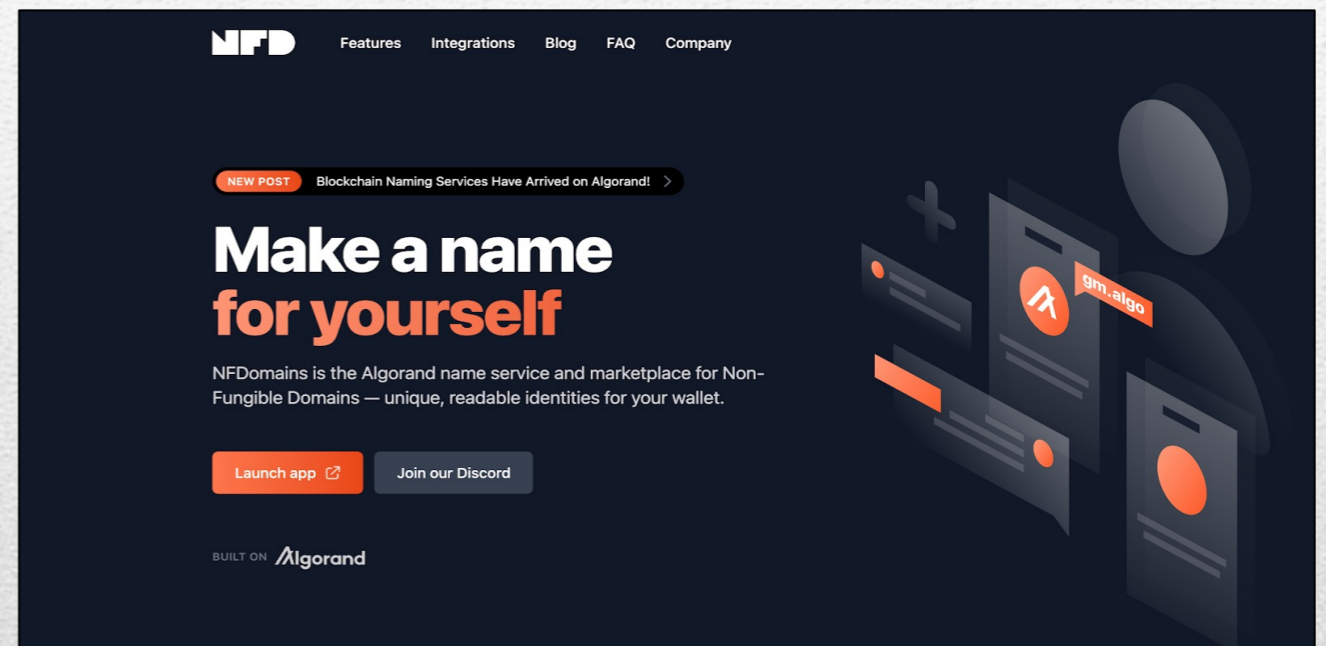 NFD
Features Integrations Blog FAQ Company
NEW POST Blockchain Naming Services Have Arrived on Algorand!
Make a name
for yourself
NFDomains is the Algorand name service and marketplace for Non-
Fungible Domains — unique, readable identities for your wallet.
Launch app Join our Discord
BUILT ON Algorand
gm.algo